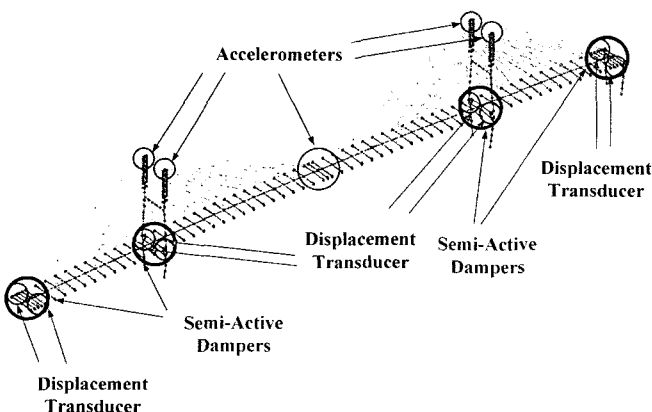 Accelerometers
Displacement
Transducer
Displacement
Transducer
Semi-Active
Dampers
Semi-Active
Dampers
Displacement
Transducer